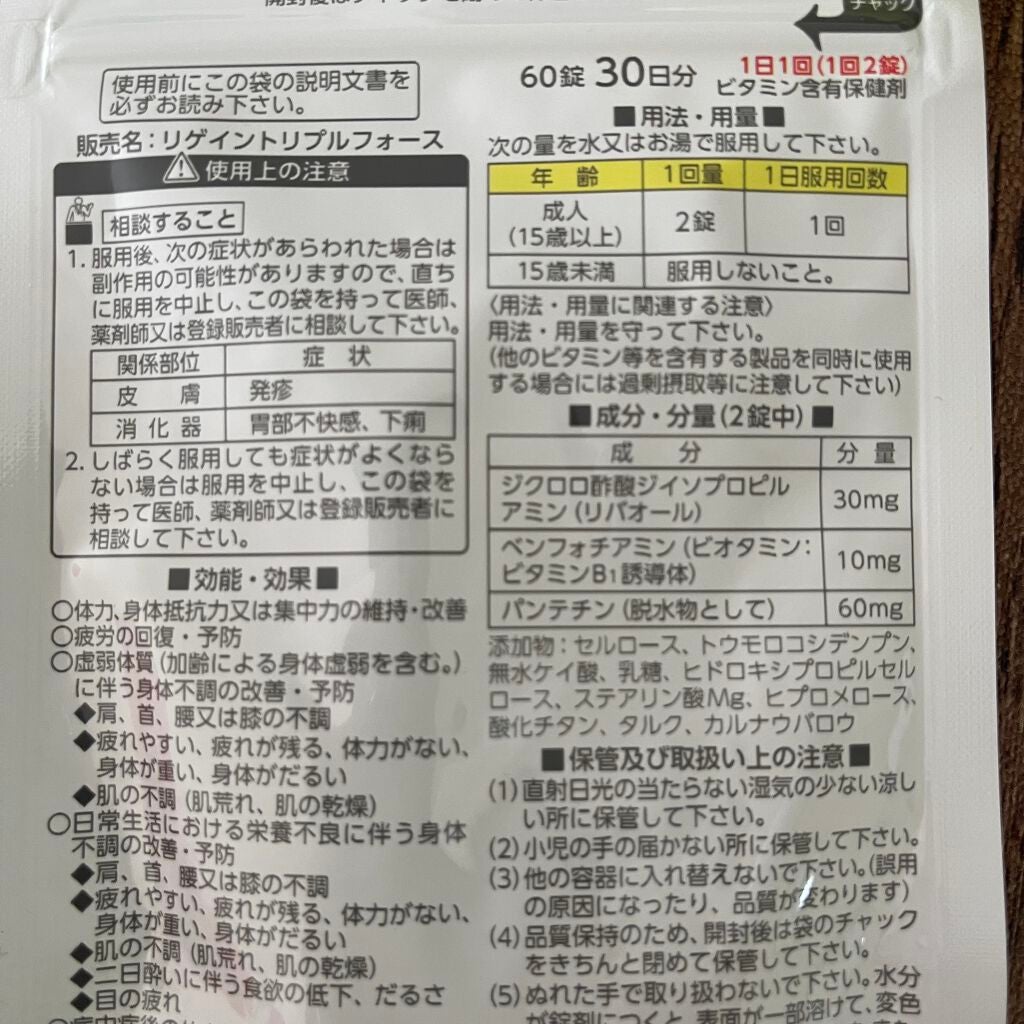 チャック
使用前にこの袋の説明文書を
必ずお読み下さい。
販売名：リゲイントリプルフォース
使用上の注意
相談すること
1. 服用後、次の症状があらわれた場合は
副作用の可能性がありますので、直ち
に服用を中止し、この袋を持って医師、
薬剤師又は登録販売者に相談して下さい。
関係部位 症状
皮膚 発疹
消化器 胃部不快感、下痢
2. しばらく服用しても症状がよくなら
ない場合は服用を中止し、この袋を
持って医師、薬剤師又は登録販売者に
相談して下さい。
■効能・効果■
○体力、身体抵抗力又は集中力の維持・改善
○疲労の回復・予防
○虚弱体質（加齢による身体虚弱を含む。）
に伴う身体不調の改善・予防
◆肩、首、腰又は膝の不調
◆疲れやすい、疲れが残る、体力がない、
身体が重い、身体がだるい
◆肌の不調（肌荒れ、肌の乾燥）
○日常生活における栄養不良に伴う身体
不調の改善・予防
◆肩、首、腰又は膝の不調
◆疲れやすい、疲れが残る、体力がない、
身体が重い、身体がだるい
◆肌の不調（肌荒れ、肌の乾燥）
◆二日酔いに伴う食欲の低下、だるさ
◆目の疲れ
60錠 30日分
1日1回（1回2錠）
ビタミン含有保健剤
■用法・用量■
次の量を水又はお湯で服用して下さい。
年齢 1回量 1日服用回数
成人
（15歳以上） 2錠 1回
15歳未満 服用しないこと。
〈用法・用量に関連する注意〉
用法・用量を守って下さい。
（他のビタミン等を含有する製品を同時に使用
する場合には過剰摂取等に注意して下さい）
■成分・分量（2錠中）■
成分 分量
ジクロロ酢酸ジイソプロピル
アミン（リバオール） 30mg
ベンフォチアミン（ビオタミン：
ビタミンB1誘導体） 10mg
パンテチン（脱水物として） 60mg
添加物：セルロース、トウモロコシデンプン、
無水ケイ酸、乳糖、ヒドロキシプロピルセル
ロース、ステアリン酸Mg、ヒプロメロース、
酸化チタン、タルク、カルナウバロウ
■保管及び取扱い上の注意■
（1）直射日光の当たらない湿気の少ない涼し
い所に保管して下さい。
（2）小児の手の届かない所に保管して下さい。
（3）他の容器に入れ替えないで下さい。（誤用
の原因になったり、品質が変わります）
（4）品質保持のため、開封後は袋のチャック
をきちんと閉めて保管して下さい。
（5）ぬれた手で取り扱わないで下さい。水分
が錠剤につくと、表面が一部溶けて、変色